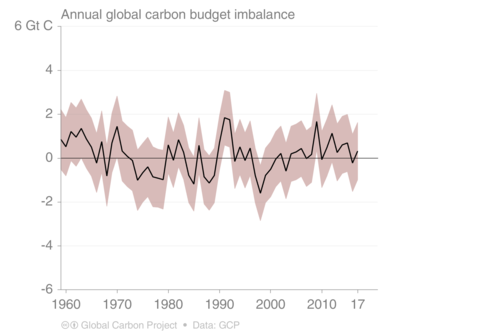 Annual global carbon budget imbalance
6 Gt C
4
2
0
-2
-4
-6
1960 1970 1980 1990 2000 2010 17
Global Carbon Project • Data: GCP